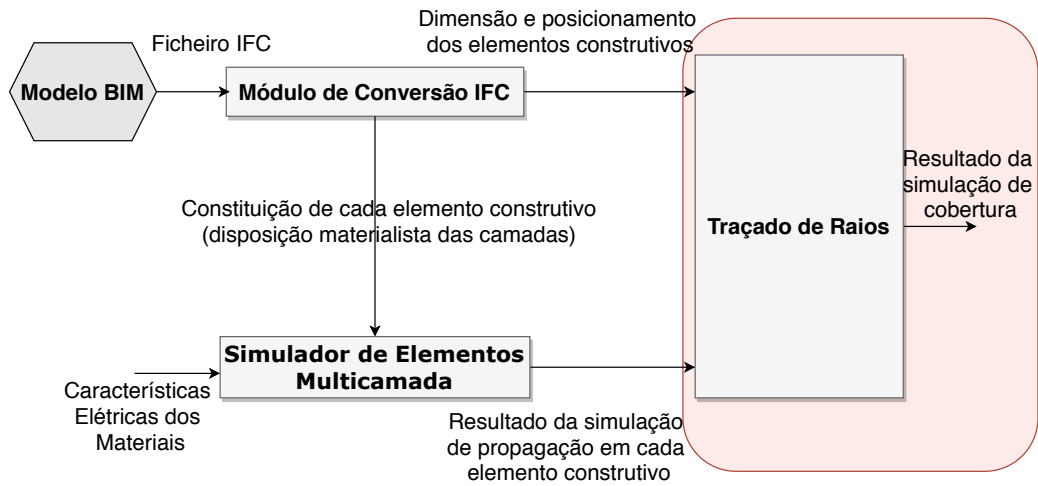 Ficheiro IFC
Modelo BIM
Módulo de Conversão IFC
Dimensão e posicionamento
dos elementos construtivos
Constituição de cada elemento construtivo
(disposição materialista das camadas)
Traçado de Raios
Resultado da
simulação de
cobertura
Simulador de Elementos
Multicamada
Características
Elétricas dos
Materiais
Resultado da simulação
de propagação em cada
elemento construtivo